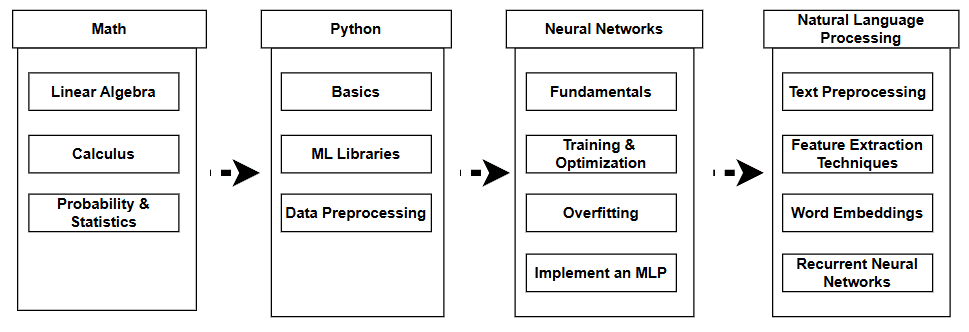 Math
Linear Algebra
Calculus
Probability &
Statistics
Python
Basics
ML Libraries
Data Preprocessing
Neural Networks
Fundamentals
Training &
Optimization
Overfitting
Implement an MLP
Natural Language
Processing
Text Preprocessing
Feature Extraction
Techniques
Word Embeddings
Recurrent Neural
Networks